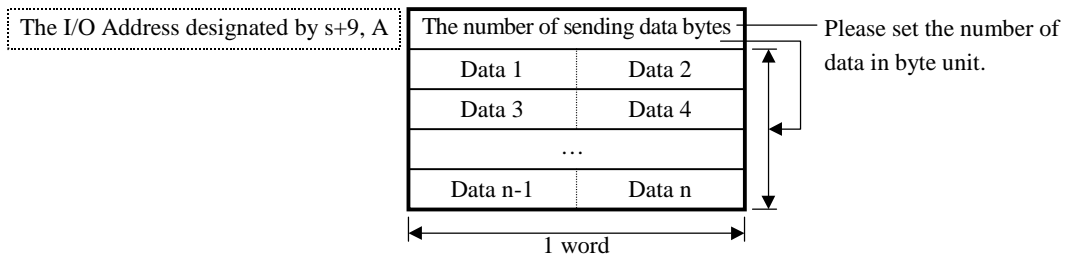 The I/O Address designated by s+9, A
The number of sending data bytes
Please set the number of
data in byte unit.
Data 1 Data 2
Data 3 Data 4
…
Data n-1 Data n
1 word